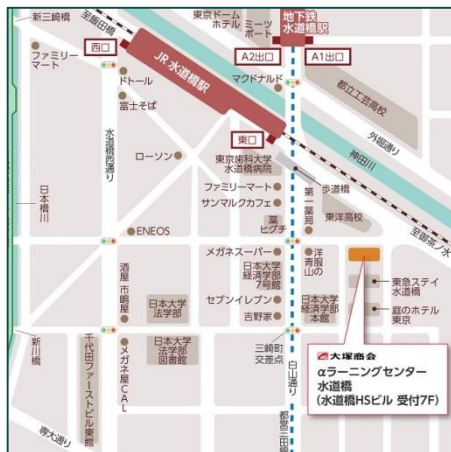 新三崎橋
至飯田橋
東京ドーム
ホテル
ミーツ
ポート
地下鉄
水道橋駅
西口
A2出口
A1出口
ファミリー
マート
JR 水道橋駅
ドトール
マクドナルド
富士そば
都立工芸高校
外堀通り
水道橋西通り
東口
神田川
ローソン
東京歯科大学
水道橋病院
歩道橋
日本橋川
ファミリーマート
サンマルクカフェ
第一薬局
東洋高校
至御茶ノ水
薬
ヒグチ
ENEOS
メガネスーパー
洋服の
青山
日本大学
経済学部
7号館
酒屋 市嶋屋
東急ステイ
水道橋
日本大学
法学部
セブンイレブン
日本大学
経済学部
本館
庭のホテル
東京
吉野家
新川橋
千代田ファーストビル東館
メガネ屋CAL
日本大学
法学部
図書館
三崎町
交差点
白山通り
大塚商会
αラーニングセンター
水道橋
(水道橋HSビル 受付7F)
専大通り
都営三田線